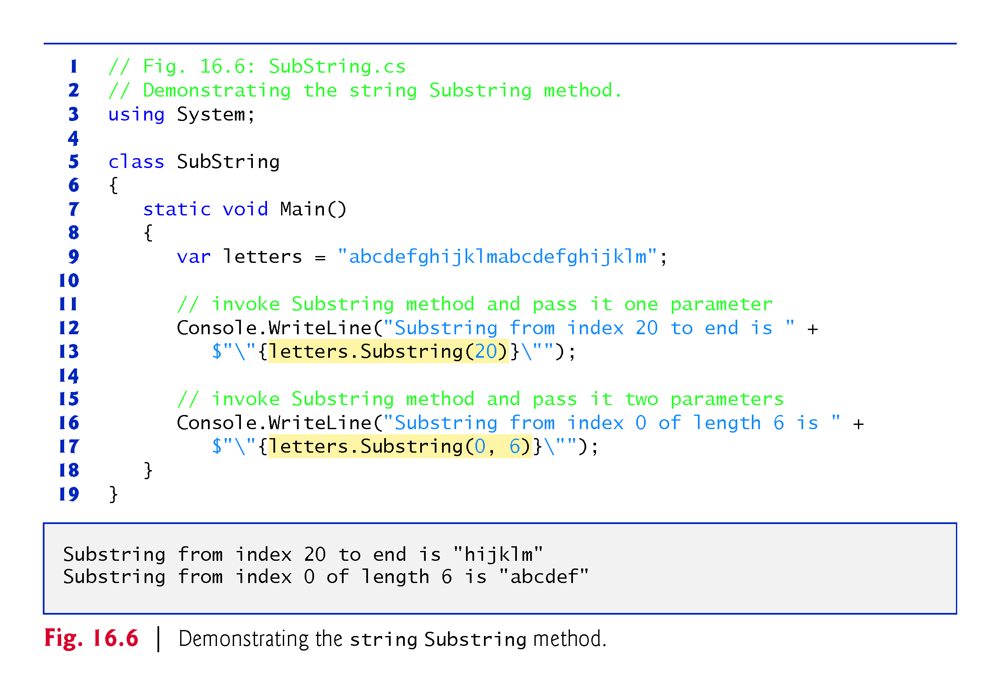 1 // Fig. 16.6: SubString.cs
2 // Demonstrating the string Substring method.
3 using System;
4
5 class SubString
6 {
7    static void Main()
8    {
9       var letters = "abcdefghijklmabcdefghijklm";
10
11       // invoke Substring method and pass it one parameter
12       Console.WriteLine("Substring from index 20 to end is " +
13          $"\"{letters.Substring(20)}\"");
14
15       // invoke Substring method and pass it two parameters
16       Console.WriteLine("Substring from index 0 of length 6 is " +
17          $"\"{letters.Substring(0, 6)}\"");
18    }
19 }
Substring from index 20 to end is "hijklm"
Substring from index 0 of length 6 is "abcdef"
Fig. 16.6 | Demonstrating the string Substring method.